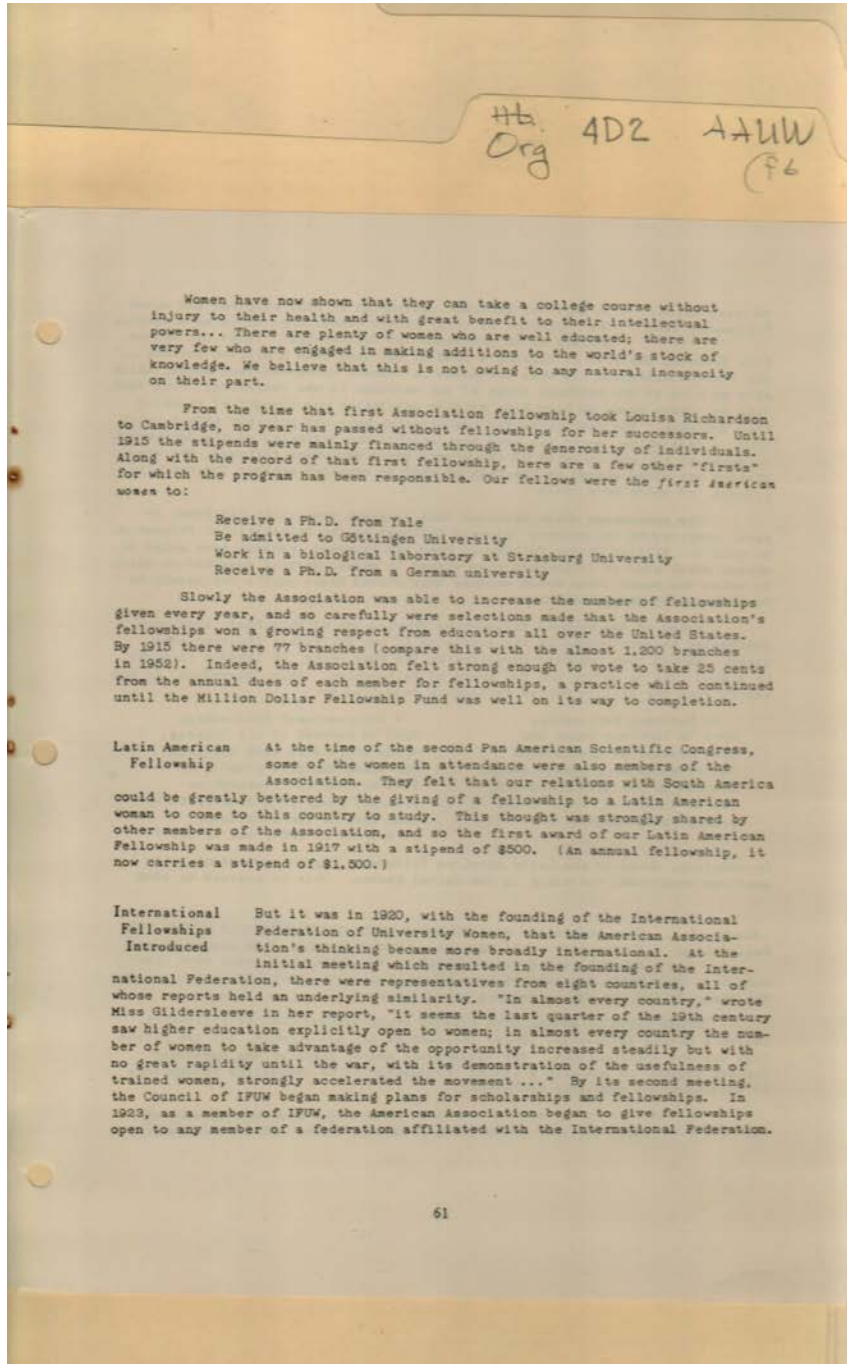 Hb.
Org 4D2 AAUW
Women have now shown that they can take a college course without
injury to their health and with great benefit to their intellectual
powers... There are plenty of women who are well educated; there are
very few who are engaged in making additions to the world's stock of
knowledge. We believe that this is not owing to any natural incapacity
on their part.
From the time that first Association fellowship took Louisa Richardson
to Cambridge, no year has passed without fellowships for her successors. Until
1915 the stipends were mainly financed through the generosity of individuals.
Along with the record of that first fellowship, here are a few other "firsts"
for which the program has been responsible. Our fellows were the first American
women to:
Receive a Ph.D. from Yale
Be admitted to Göttingen University
Work in a biological laboratory at Strasburg University
Receive a Ph.D. from a German university
Slowly the Association was able to increase the number of fellowships
given every year, and so carefully were selections made that the Association's
fellowships won a growing respect from educators all over the United States.
By 1915 there were 77 branches (compare this with the almost 1,200 branches
in 1952). Indeed, the Association felt strong enough to vote to take 25 cents
from the annual dues of each member for fellowships, a practice which continued
until the Million Dollar Fellowship Fund was well on its way to completion.
Latin American At the time of the second Pan American Scientific Congress,
Fellowship some of the women in attendance were also members of the
Association. They felt that our relations with South America
could be greatly bettered by the giving of a fellowship to a Latin American
woman to come to this country to study. This thought was strongly shared by
other members of the Association, and so the first award of our Latin American
Fellowship was made in 1917 with a stipend of $500. (An annual fellowship, it
now carries a stipend of $1,500.)
International But it was in 1920, with the founding of the International
Fellowships Federation of University Women, that the American Associa-
Introduced tion's thinking became more broadly international. At the
initial meeting which resulted in the founding of the Inter-
national Federation, there were representatives from eight countries, all of
whose reports held an underlying similarity. "In almost every country," wrote
Miss Gildersleeve in her report, "it seems the last quarter of the 19th century
saw higher education explicitly open to women; in almost every country the num-
ber of women to take advantage of the opportunity increased steadily but with
no great rapidity until the war, with its demonstration of the usefulness of
trained women, strongly accelerated the movement ..." By its second meeting,
the Council of IFUW began making plans for scholarships and fellowships. In
1923, as a member of IFUW, the American Association began to give fellowships
open to any member of a federation affiliated with the International Federation.
61